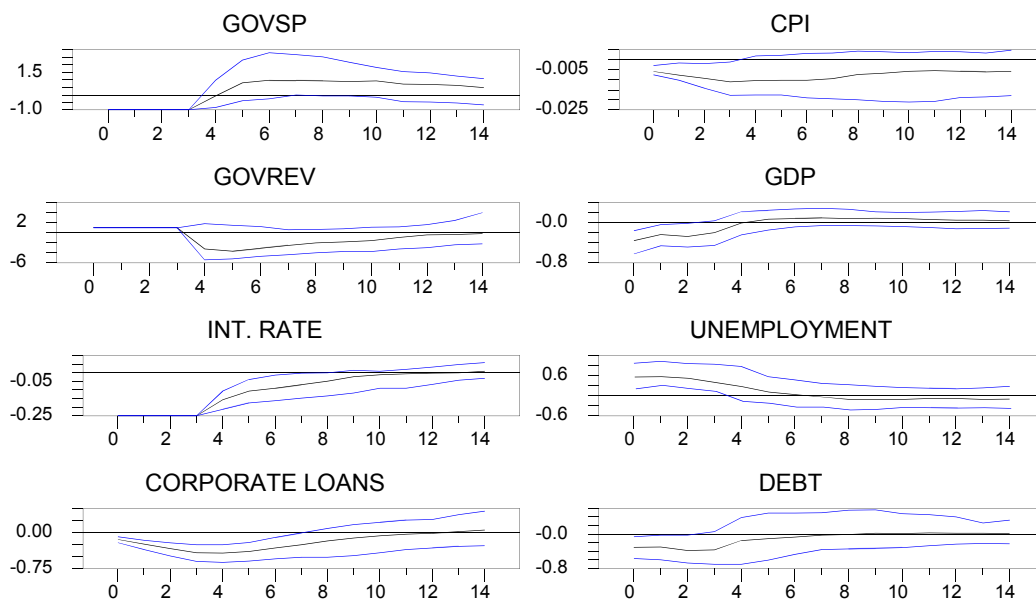 GOVSP
1.5
-1.0
0 2 4 6 8 10 12 14
CPI
-0.005
-0.025
0 2 4 6 8 10 12 14
GOVREV
2
-6
0 2 4 6 8 10 12 14
GDP
-0.0
-0.8
0 2 4 6 8 10 12 14
INT. RATE
-0.05
-0.25
0 2 4 6 8 10 12 14
UNEMPLOYMENT
0.6
-0.6
0 2 4 6 8 10 12 14
CORPORATE LOANS
0.00
-0.75
0 2 4 6 8 10 12 14
DEBT
-0.0
-0.8
0 2 4 6 8 10 12 14